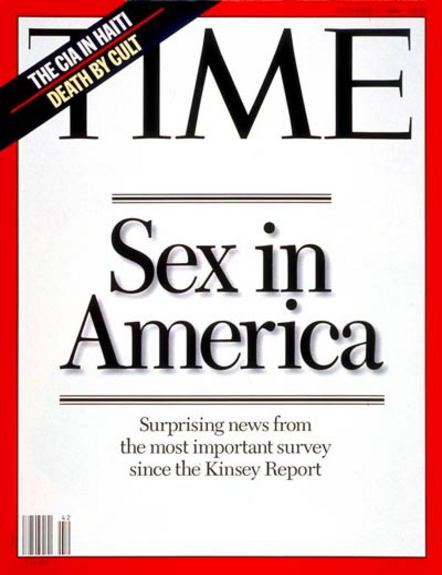 THE CIA IN HAITI
DEATH BY CULT
TIME
Sex in
America
Surprising news from
the most important survey
since the Kinsey Report
42